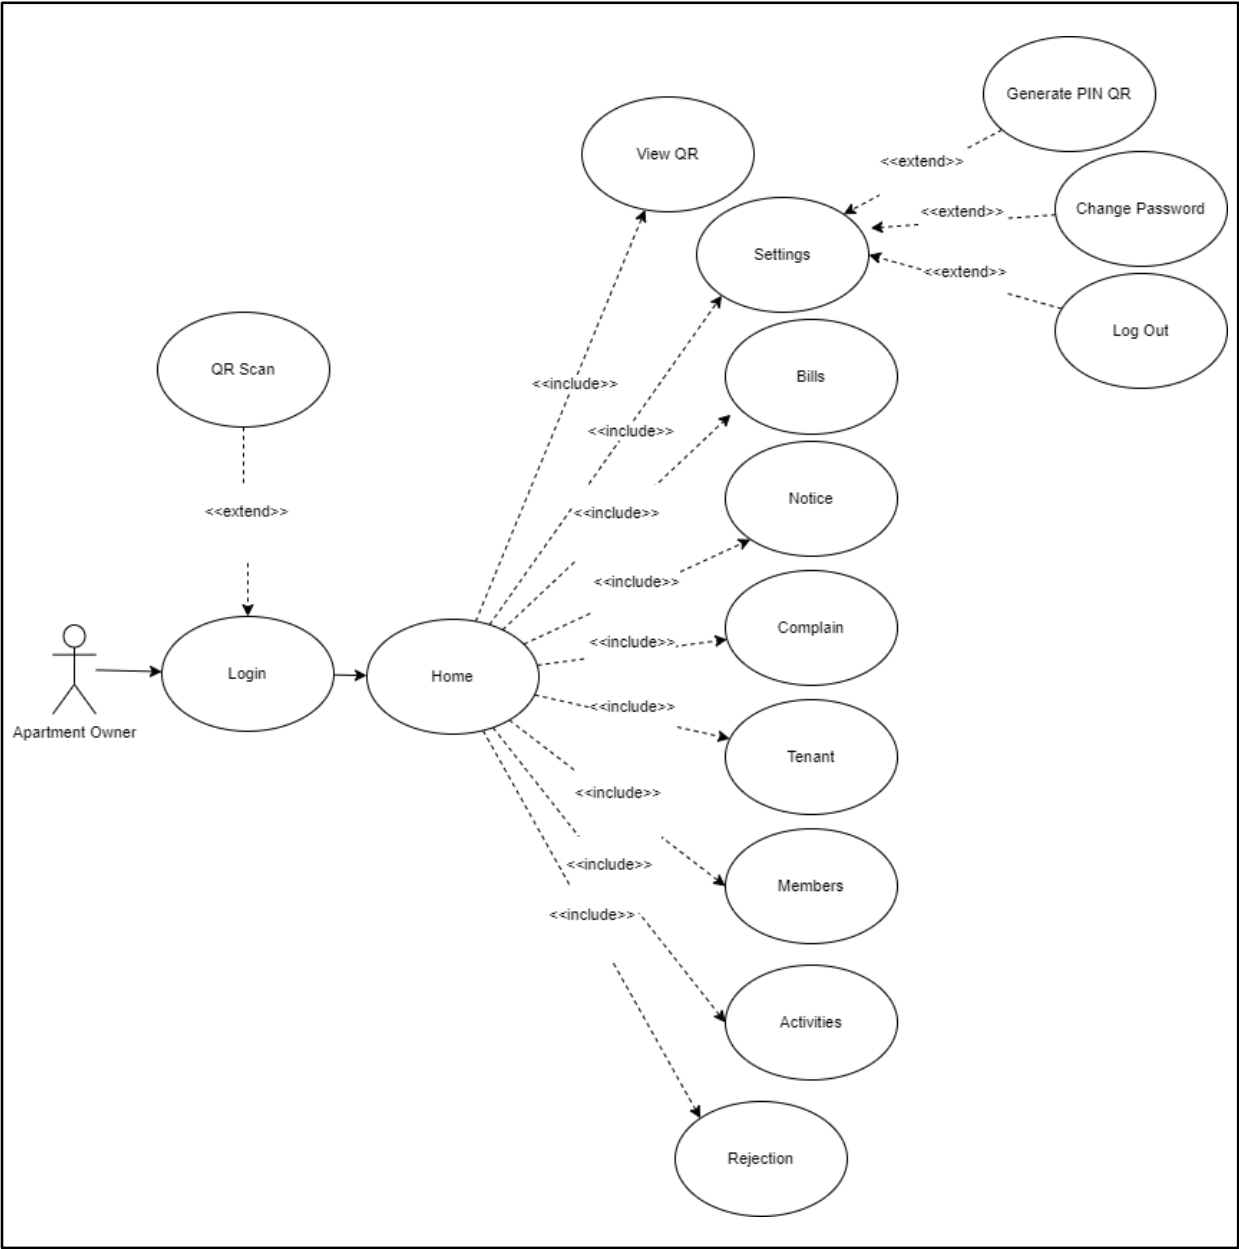 Generate PIN QR
View QR
<<extend>>
Change Password
<<extend>>
Settings
<<extend>>
Log Out
QR Scan
Bills
<<include>>
<<include>>
Notice
<<extend>>
<<include>>
<<include>>
Complain
<<include>>
Login
Home
<<include>>
Apartment Owner
Tenant
<<include>>
<<include>>
Members
<<include>>
Activities
Rejection